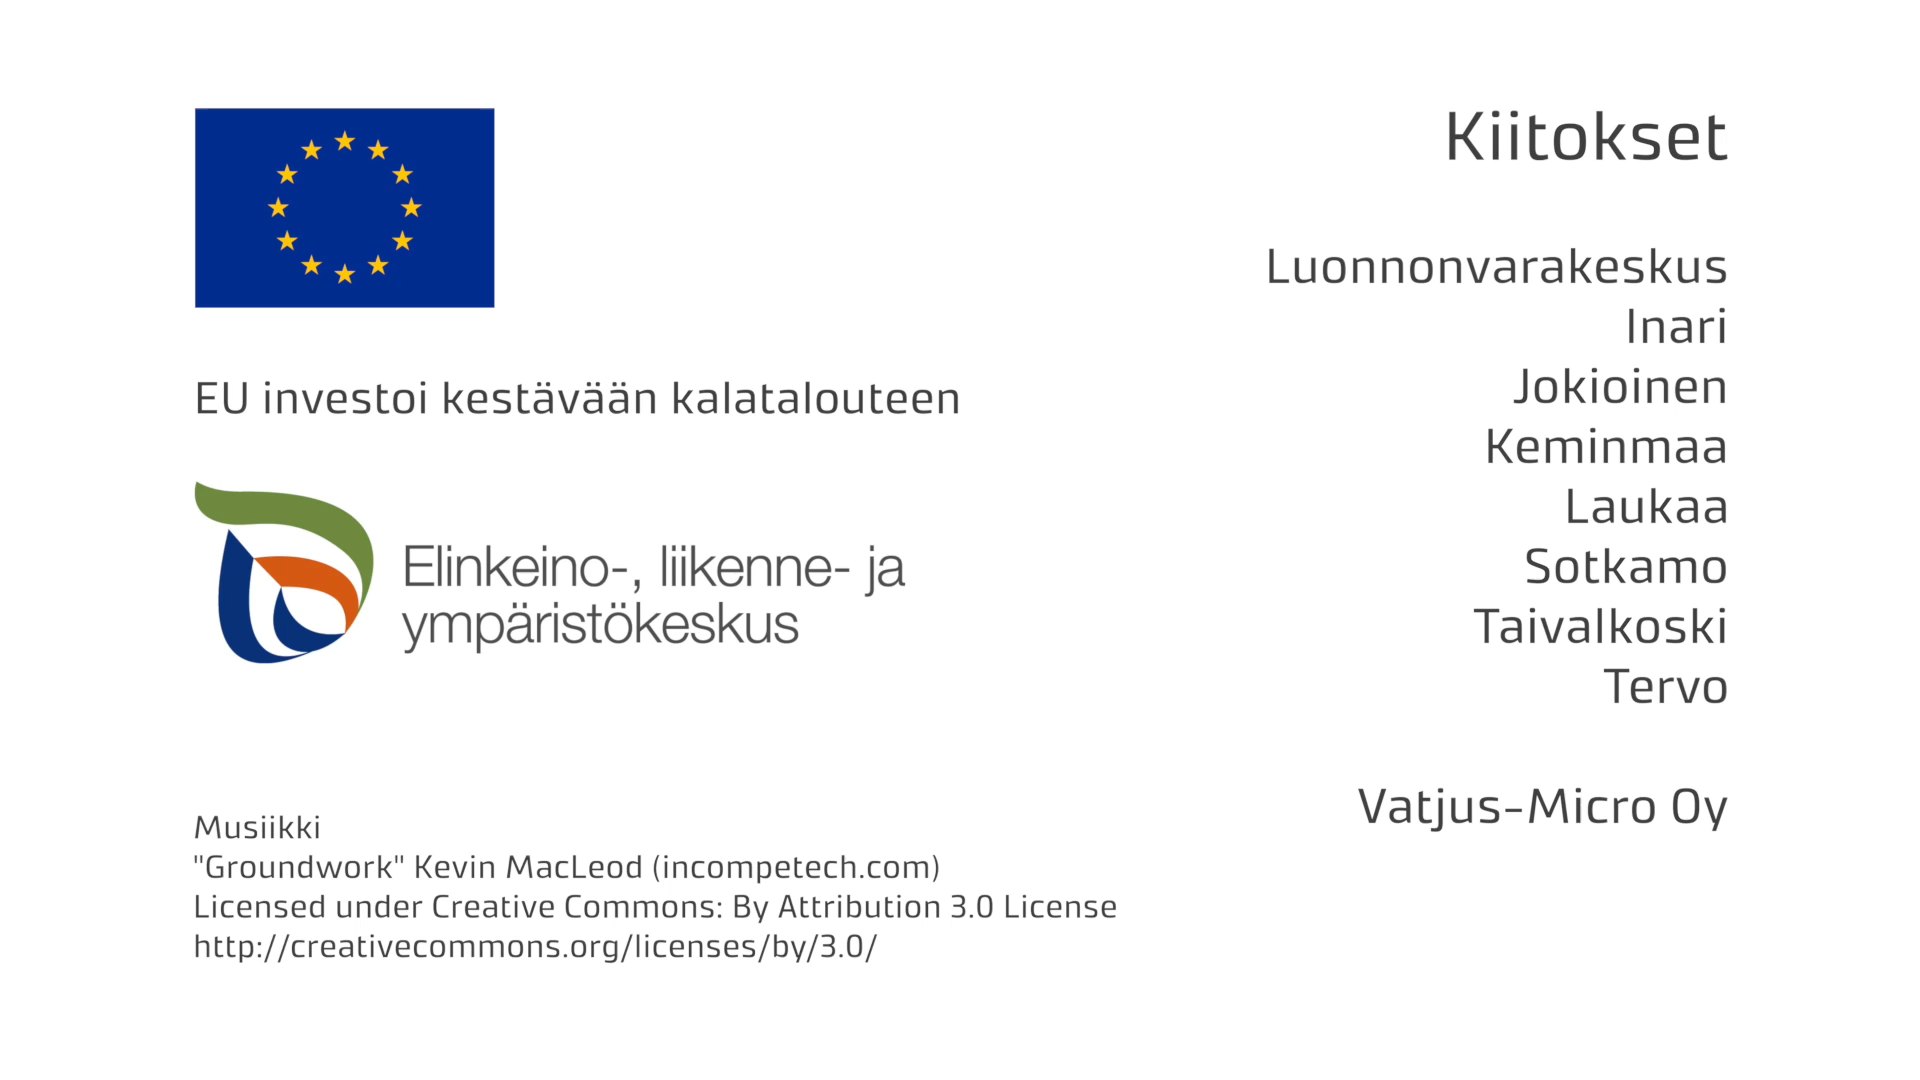 EU investoi kestävään kalatalouteen
Elinkeino-, liikenne- ja
ympäristökeskus
Musiikki
"Groundwork" Kevin MacLeod (incompetech.com)
Licensed under Creative Commons: By Attribution 3.0 License
http://creativecommons.org/licenses/by/3.0/
Kiitokset
Luonnonvarakeskus
Inari
Jokioinen
Keminmaa
Laukaa
Sotkamo
Taivalkoski
Tervo
Vatjus-Micro Oy